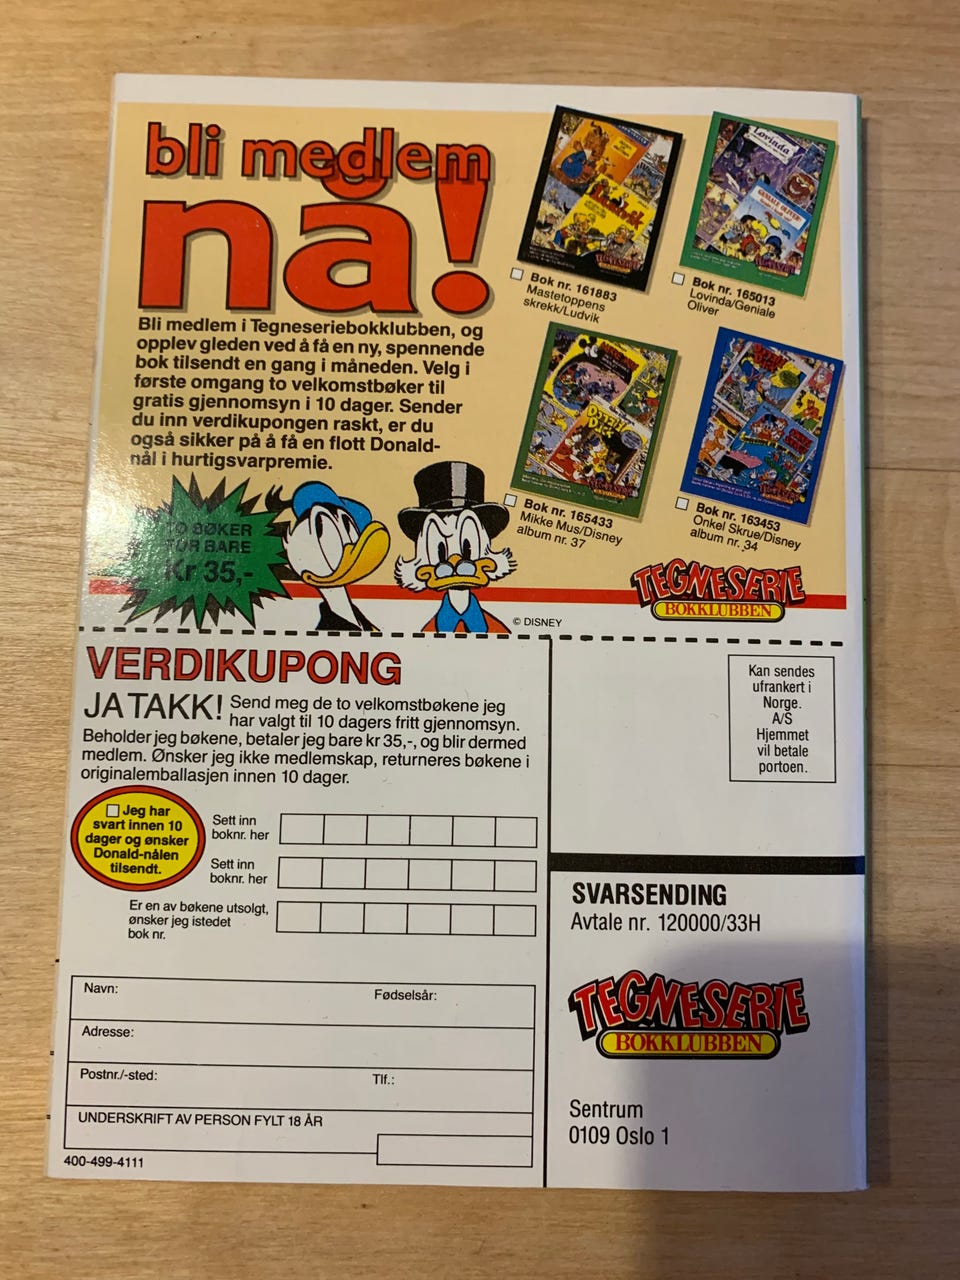 bli medlem
nå!
Bli medlem i Tegneseriebokklubben, og
opplev gleden ved å få en ny, spennende
bok tilsendt en gang i måneden. Velg i
første omgang to velkomstbøker til
gratis gjennomsyn i 10 dager. Sender
du inn verdikupongen raskt, er du
også sikker på å få en flott Donald-
nål i hurtigsvarpremie.
TO BØKER
FOR BARE
Kr 35,-
Ludvik
Bok nr. 161883
Mastetoppens
skrekk/Ludvik
Lovinda
GENIALE OLIVER!
Bok nr. 165013
Lovinda/Geniale
Oliver
Bok nr. 165433
Mikke Mus/Disney
album nr. 37
Bok nr. 163453
Onkel Skrue/Disney
album nr. 34
TEGNESERIE
BOKKLUBBEN
© DISNEY
VERDIKUPONG
JA TAKK! Send meg de to velkomstbøkene jeg
har valgt til 10 dagers fritt gjennomsyn.
Beholder jeg bøkene, betaler jeg bare kr 35,-, og blir dermed
medlem. Ønsker jeg ikke medlemskap, returneres bøkene i
originalemballasjen innen 10 dager.
Jeg har
svart innen 10
dager og ønsker
Donald-nålen
tilsendt.
Sett inn
boknr. her
Sett inn
boknr. her
Er en av bøkene utsolgt,
ønsker jeg istedet
bok nr.
Navn:
Fødselsår:
Adresse:
Postnr./-sted:
Tlf.:
UNDERSKRIFT AV PERSON FYLT 18 ÅR
400-499-4111
Kan sendes
ufrankert i
Norge.
A/S
Hjemmet
vil betale
portoen.
SVARSENDING
Avtale nr. 120000/33H
TEGNESERIE
BOKKLUBBEN
Sentrum
0109 Oslo 1